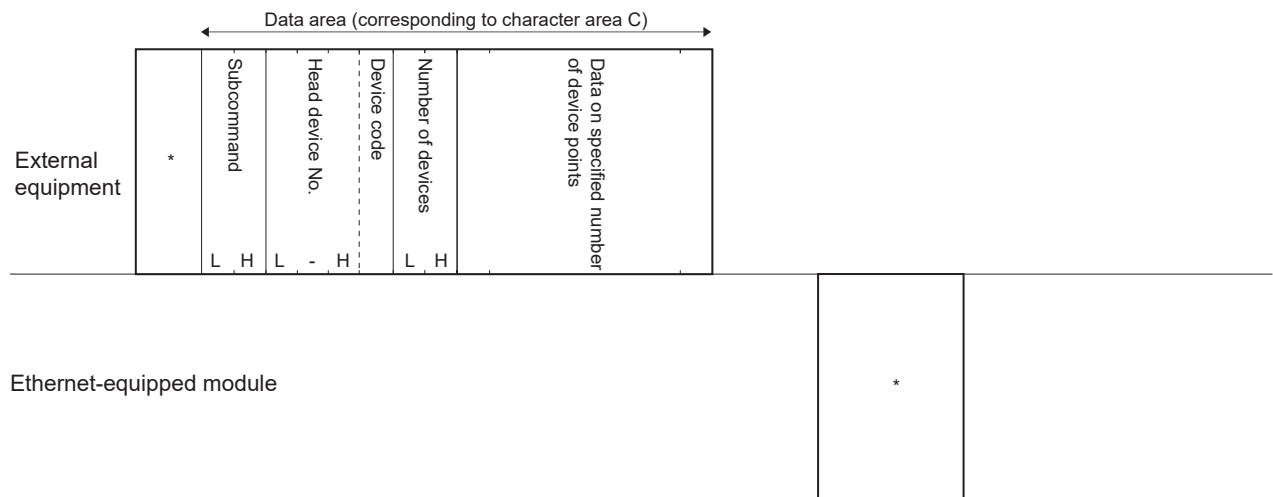 Data area (corresponding to character area C)
External
equipment
*
Subcommand
L H
Head device No.
L - H
Device code
Number of devices
L H
Data on specified number
of device points
Ethernet-equipped module
*